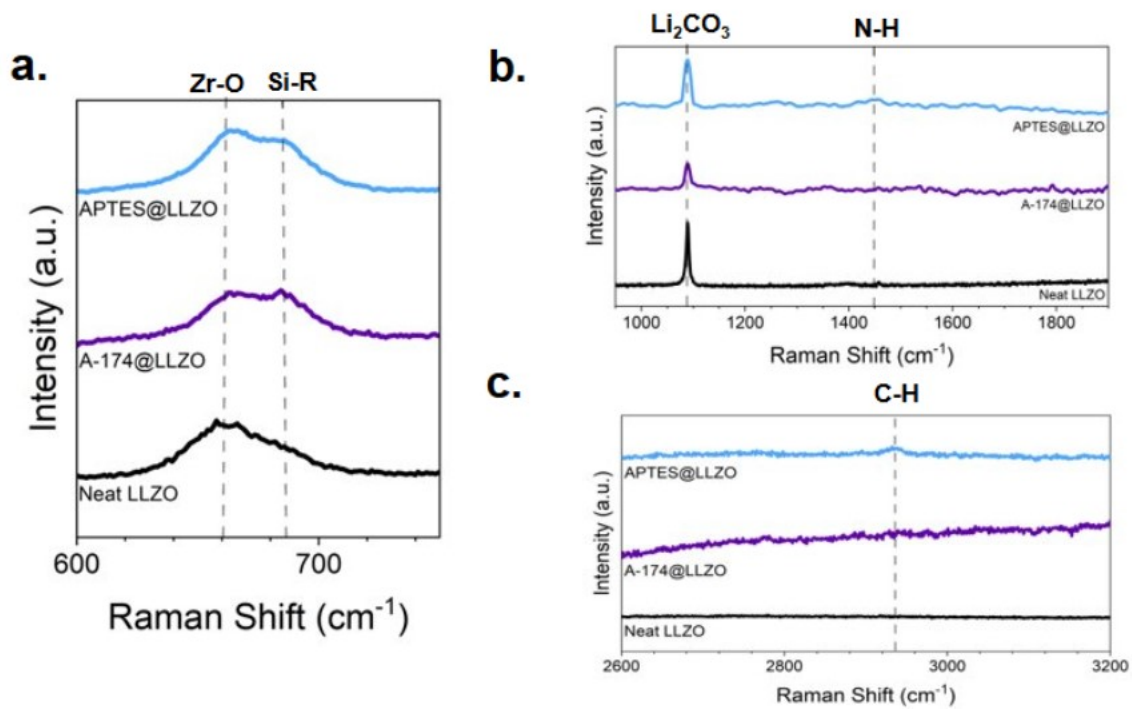 a.
Zr-O Si-R
APTES@LLZO
A-174@LLZO
Neat LLZO
Intensity (a.u.)
600 700
Raman Shift (cm⁻¹)
b.
Li₂CO₃ N-H
APTES@LLZO
A-174@LLZO
Neat LLZO
Intensity (a.u.)
1000 1200 1400 1600 1800
Raman Shift (cm⁻¹)
c.
C-H
APTES@LLZO
A-174@LLZO
Neat LLZO
Intensity (a.u.)
2600 2800 3000 3200
Raman Shift (cm⁻¹)